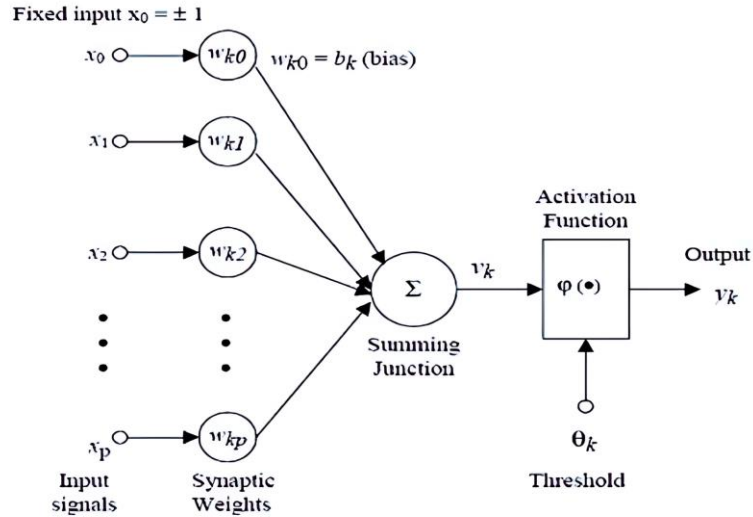 Fixed input x₀ = ± 1
x₀
wk0
wk0 = bk (bias)
x₁
wk1
x₂
wk2
xp
wkp
Input
signals
Synaptic
Weights
Σ
Summing
Junction
vk
Activation
Function
φ (•)
θk
Threshold
Output
yk